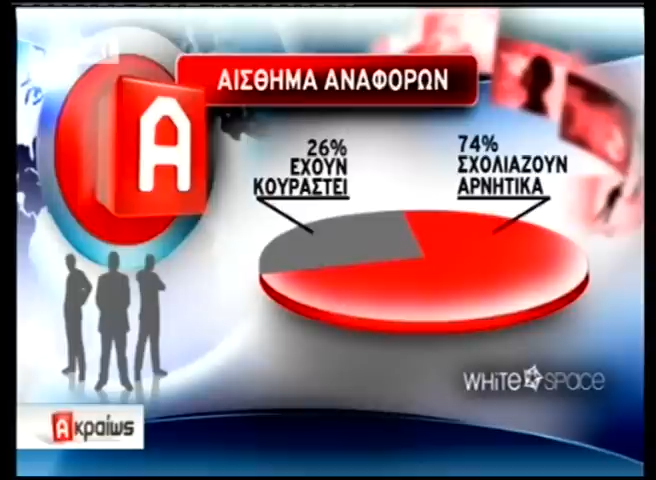 ΑΙΣΘΗΜΑ ΑΝΑΦΟΡΩΝ
A
26%
ΕΧΟΥΝ
ΚΟΥΡΑΣΤΕΙ
74%
ΣΧΟΛΙΑΖΟΥΝ
ΑΡΝΗΤΙΚΑ
WHiTE SPACE
Ακραίως